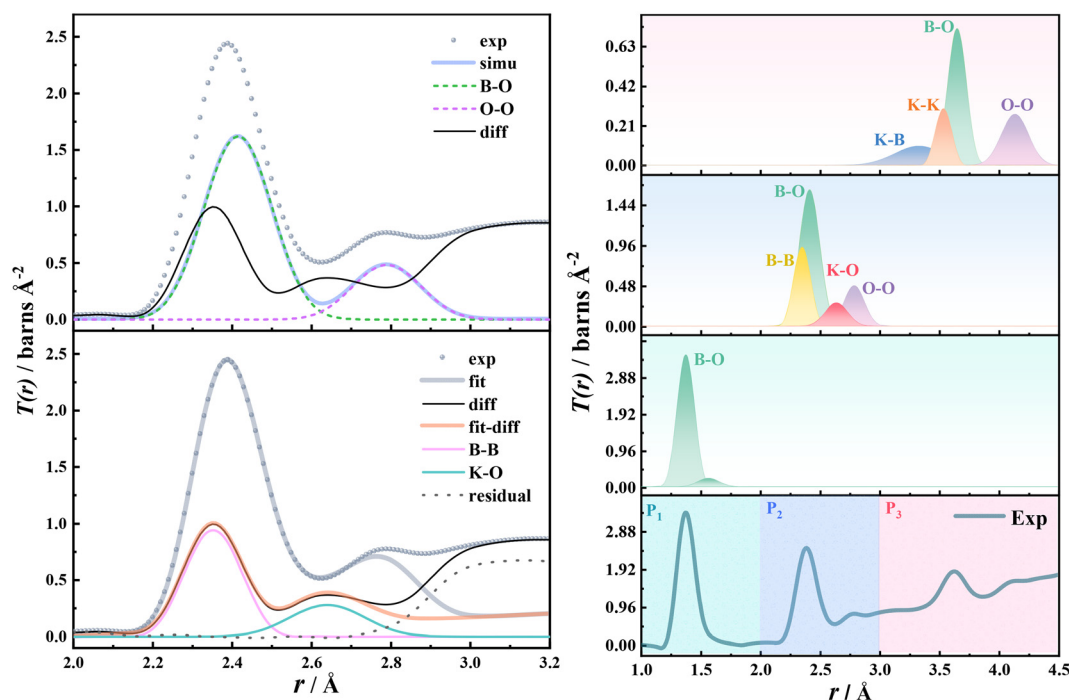 T(r) / barns Å-2
2.5
2.0
1.5
1.0
0.5
0.0
exp
simu
B-O
O-O
diff
2.5
2.0
1.5
1.0
0.5
0.0
exp
fit
diff
fit-diff
B-B
K-O
residual
2.0 2.2 2.4 2.6 2.8 3.0 3.2
r / Å
T(r) / barns Å-2
0.63
0.42
0.21
0.00
B-O
K-K
O-O
K-B
1.44
0.96
0.48
0.00
B-O
B-B
K-O
O-O
2.88
1.92
0.96
0.00
B-O
2.88
1.92
0.96
0.00
P1
P2
P3
Exp
1.0 1.5 2.0 2.5 3.0 3.5 4.0 4.5
r / Å